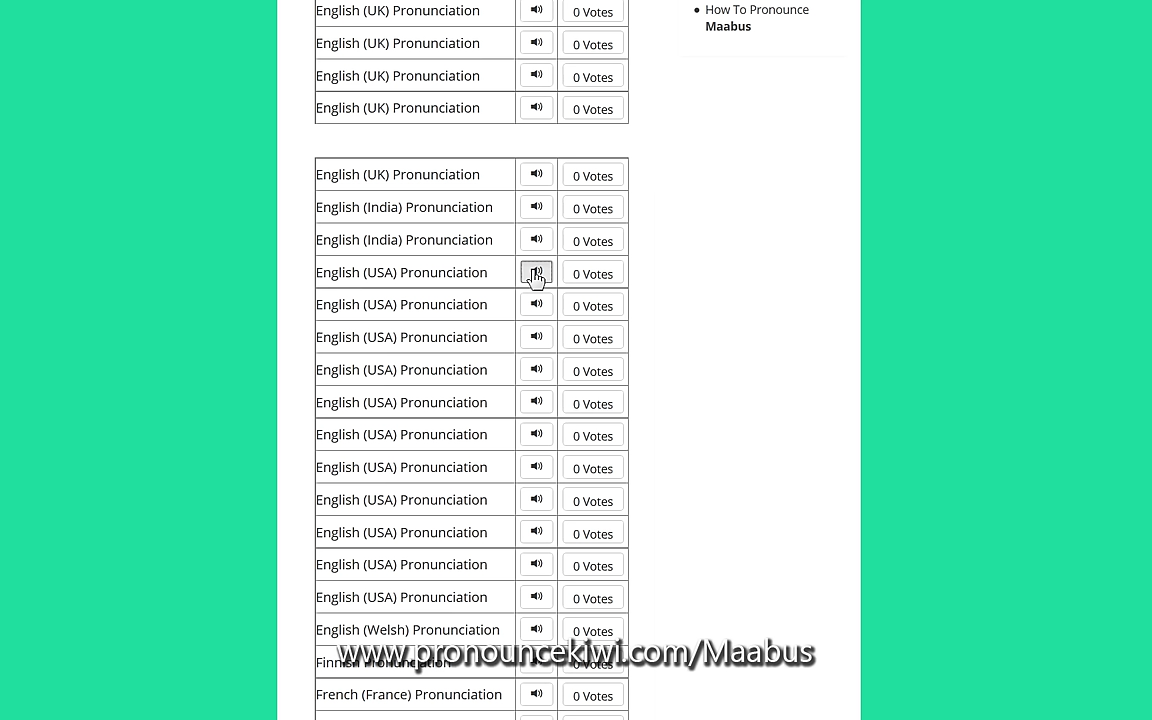 English (UK) Pronunciation 0 Votes
English (UK) Pronunciation 0 Votes
English (UK) Pronunciation 0 Votes
English (UK) Pronunciation 0 Votes
• How To Pronounce
Maabus
English (UK) Pronunciation 0 Votes
English (India) Pronunciation 0 Votes
English (India) Pronunciation 0 Votes
English (USA) Pronunciation 0 Votes
English (USA) Pronunciation 0 Votes
English (USA) Pronunciation 0 Votes
English (USA) Pronunciation 0 Votes
English (USA) Pronunciation 0 Votes
English (USA) Pronunciation 0 Votes
English (USA) Pronunciation 0 Votes
English (USA) Pronunciation 0 Votes
English (USA) Pronunciation 0 Votes
English (USA) Pronunciation 0 Votes
English (USA) Pronunciation 0 Votes
English (Welsh) Pronunciation 0 Votes
www.pronouncekiwi.com/Maabus
Finnish Pronunciation 0 Votes
French (France) Pronunciation 0 Votes